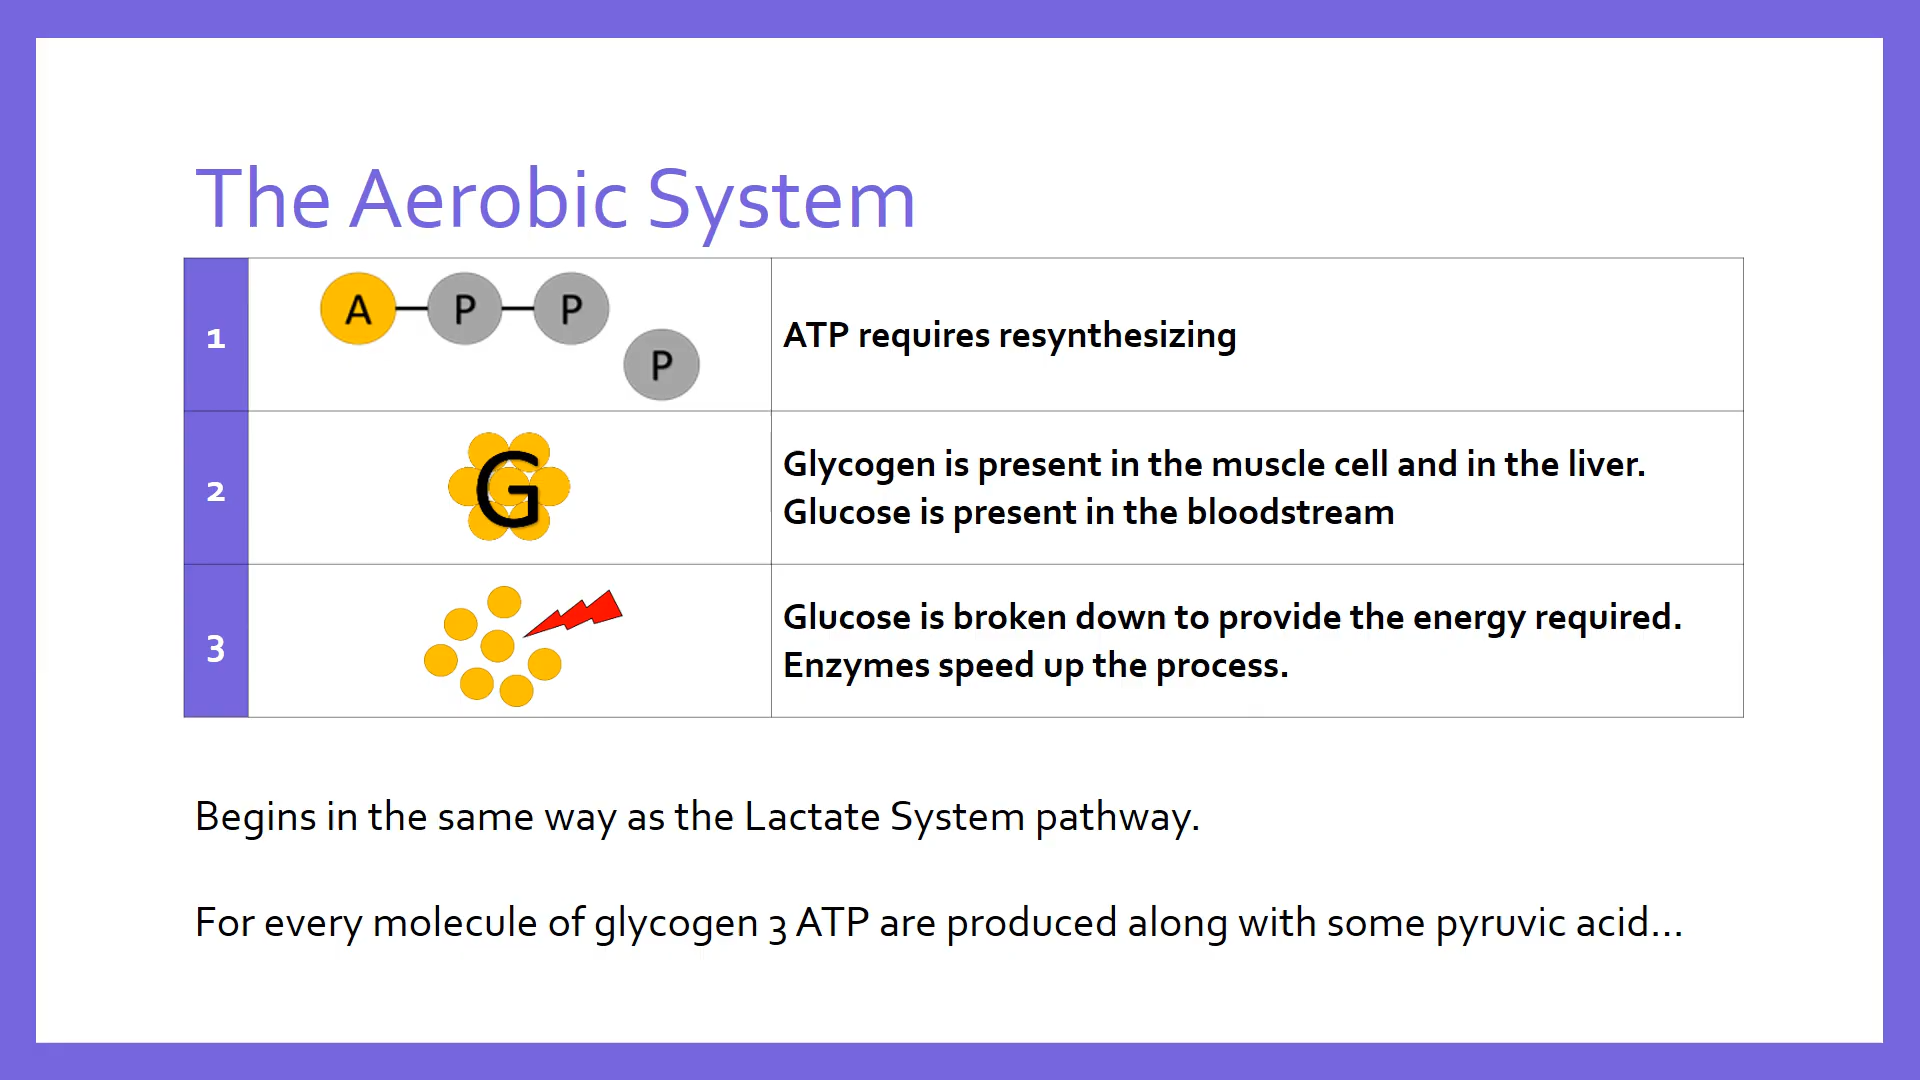 The Aerobic System
1
A P P
P
ATP requires resynthesizing
2
G
Glycogen is present in the muscle cell and in the liver.
Glucose is present in the bloodstream
3
Glucose is broken down to provide the energy required.
Enzymes speed up the process.
Begins in the same way as the Lactate System pathway.
For every molecule of glycogen 3 ATP are produced along with some pyruvic acid...